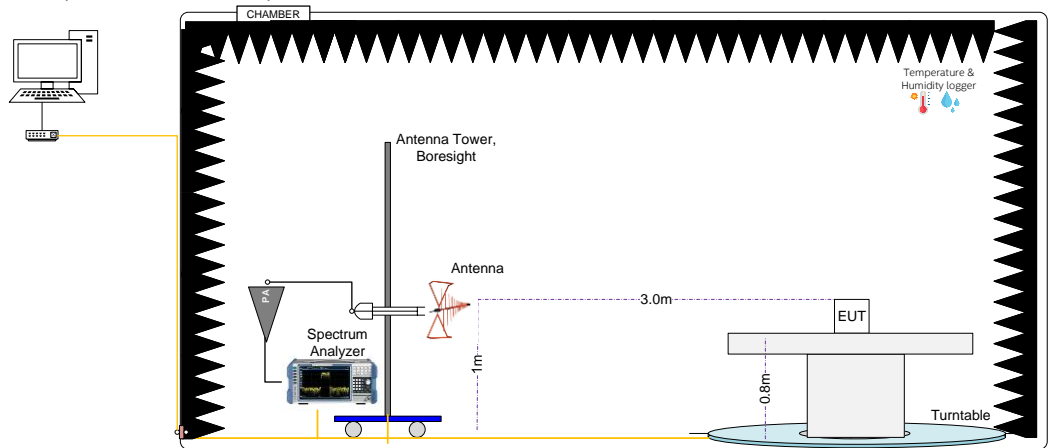 CHAMBER
Temperature &
Humidity logger
Antenna Tower,
Boresight
Antenna
3.0m
PA
EUT
Spectrum
Analyzer
1m
0.8m
Turntable